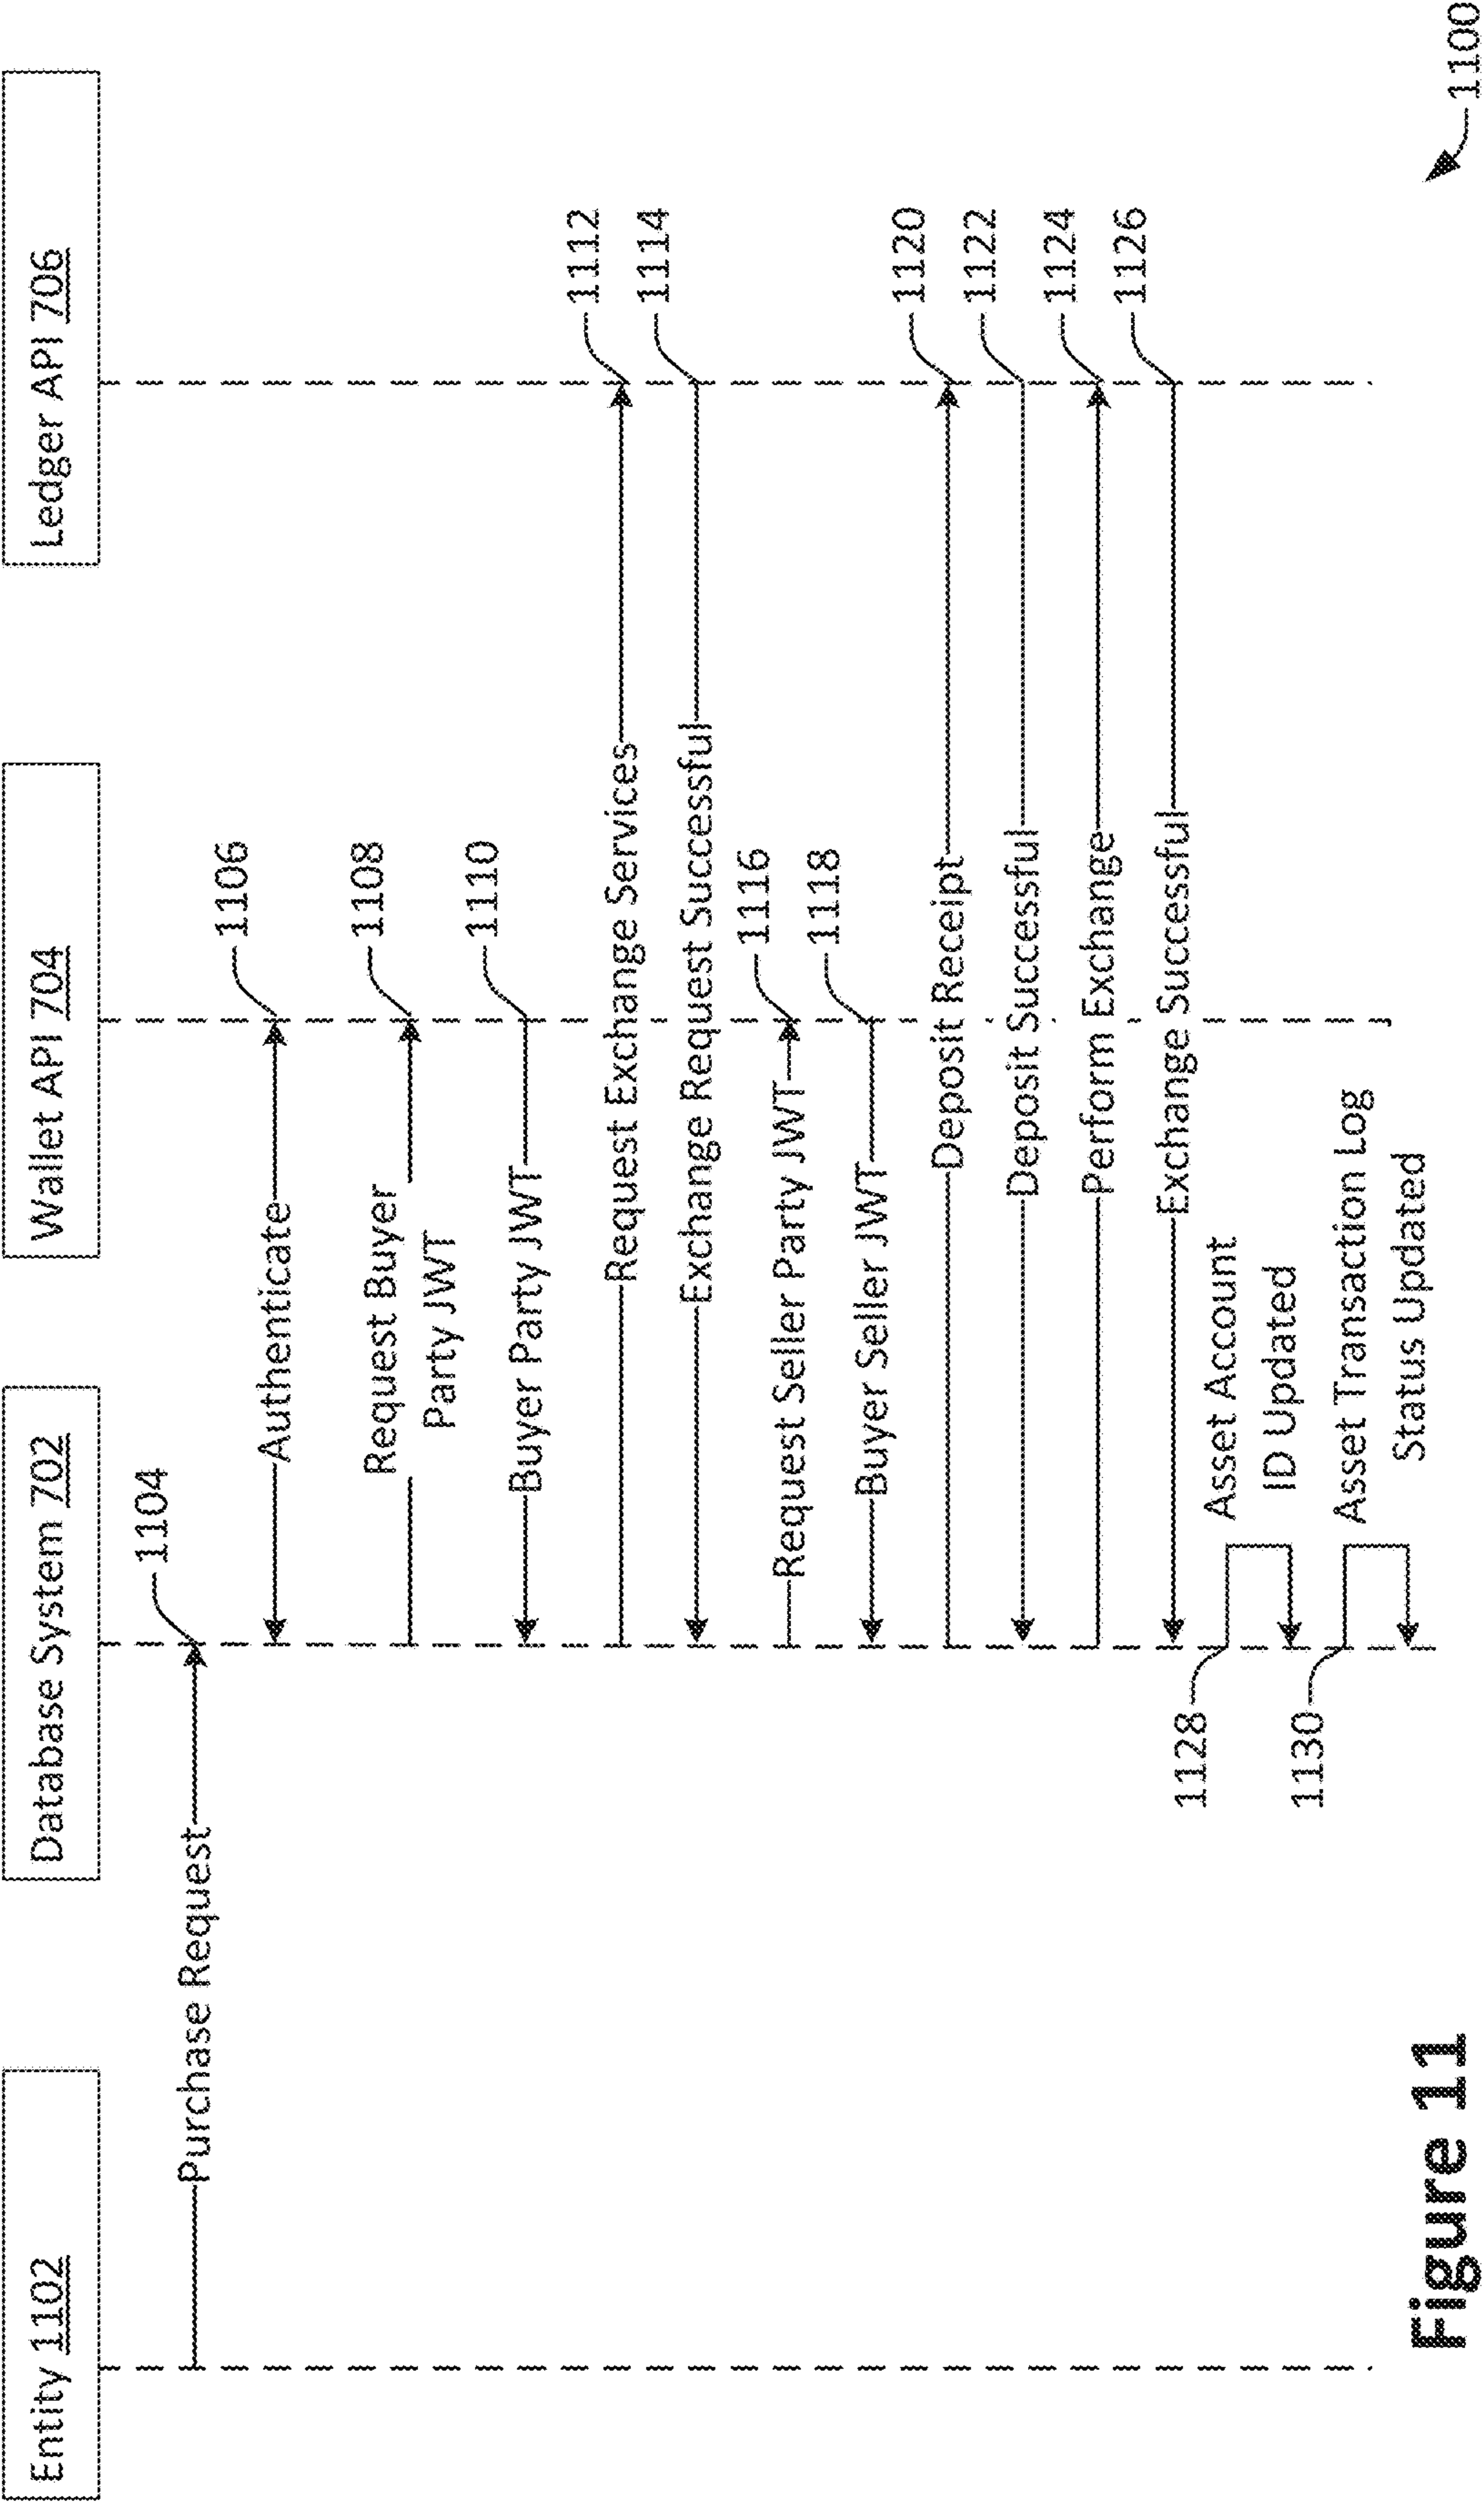 Entity 1102
Database System 702
Wallet API 704
Ledger API 706
1104
Purchase Request
1106
Authenticate
1108
Request Buyer
Party JWT
1110
Buyer Party JWT
1112
Request Exchange Services
1114
Exchange Request Successful
1116
Request Seller Party JWT
1118
Buyer Seller JWT
1120
Deposit Receipt
1122
Deposit Successful
1124
Perform Exchange
1126
Exchange Successful
1128
Asset Account
ID Updated
1130
Asset Transaction Log
Status Updated
Figure 11
1100